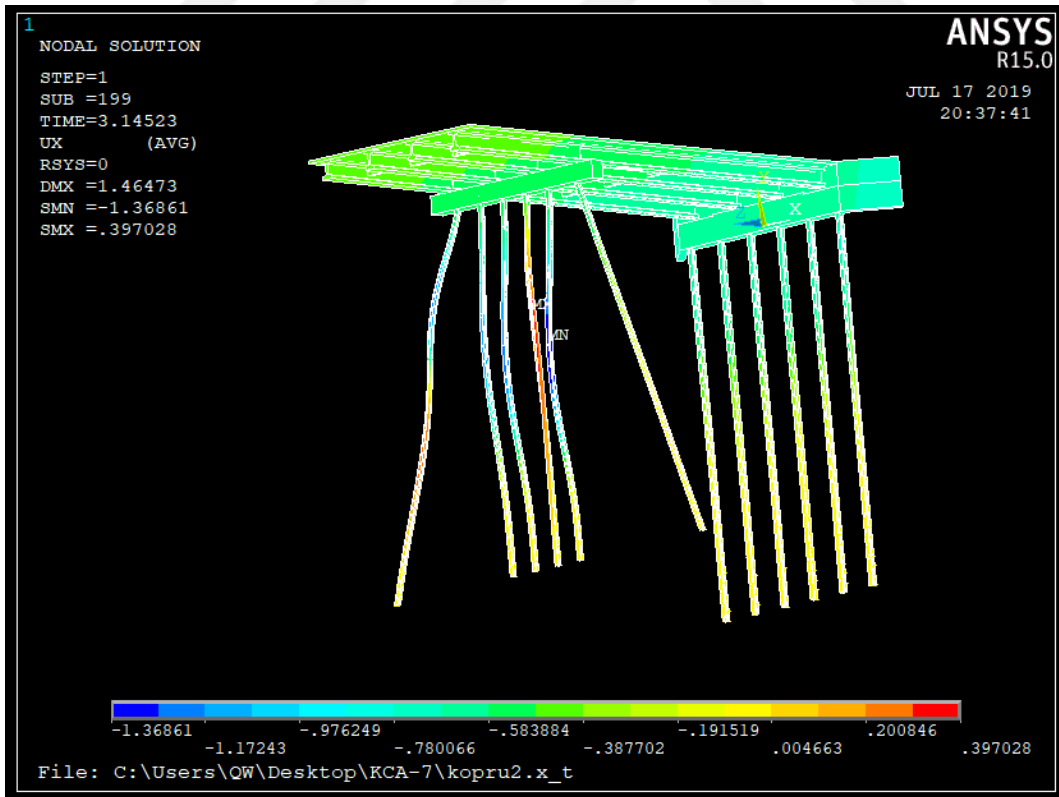 1
NODAL SOLUTION
STEP=1
SUB =199
TIME=3.14523
UX (AVG)
RSYS=0
DMX =1.46473
SMN =-1.36861
SMX =.397028
ANSYS
R15.0
JUL 17 2019
20:37:41
Y
Z X
MX
MN
-1.36861 -.976249 -.583884 -.191519 .200846
-1.17243 -.780066 -.387702 .004663 .397028
File: C:\Users\QW\Desktop\KCA-7\kopru2.x_t